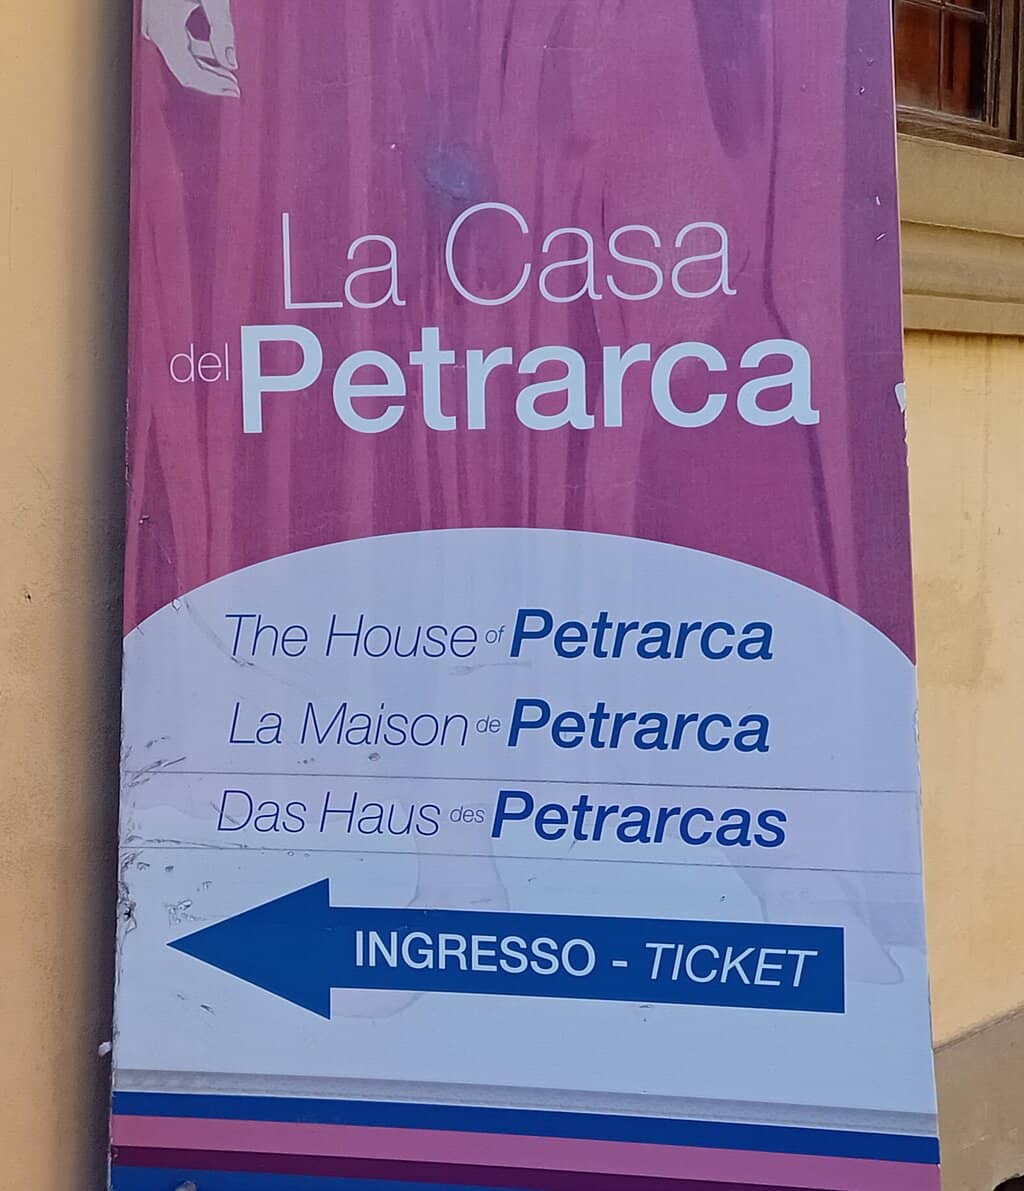 La Casa
del Petrarca
The House of Petrarca
La Maison de Petrarca
Das Haus des Petrarcas
INGRESSO - TICKET